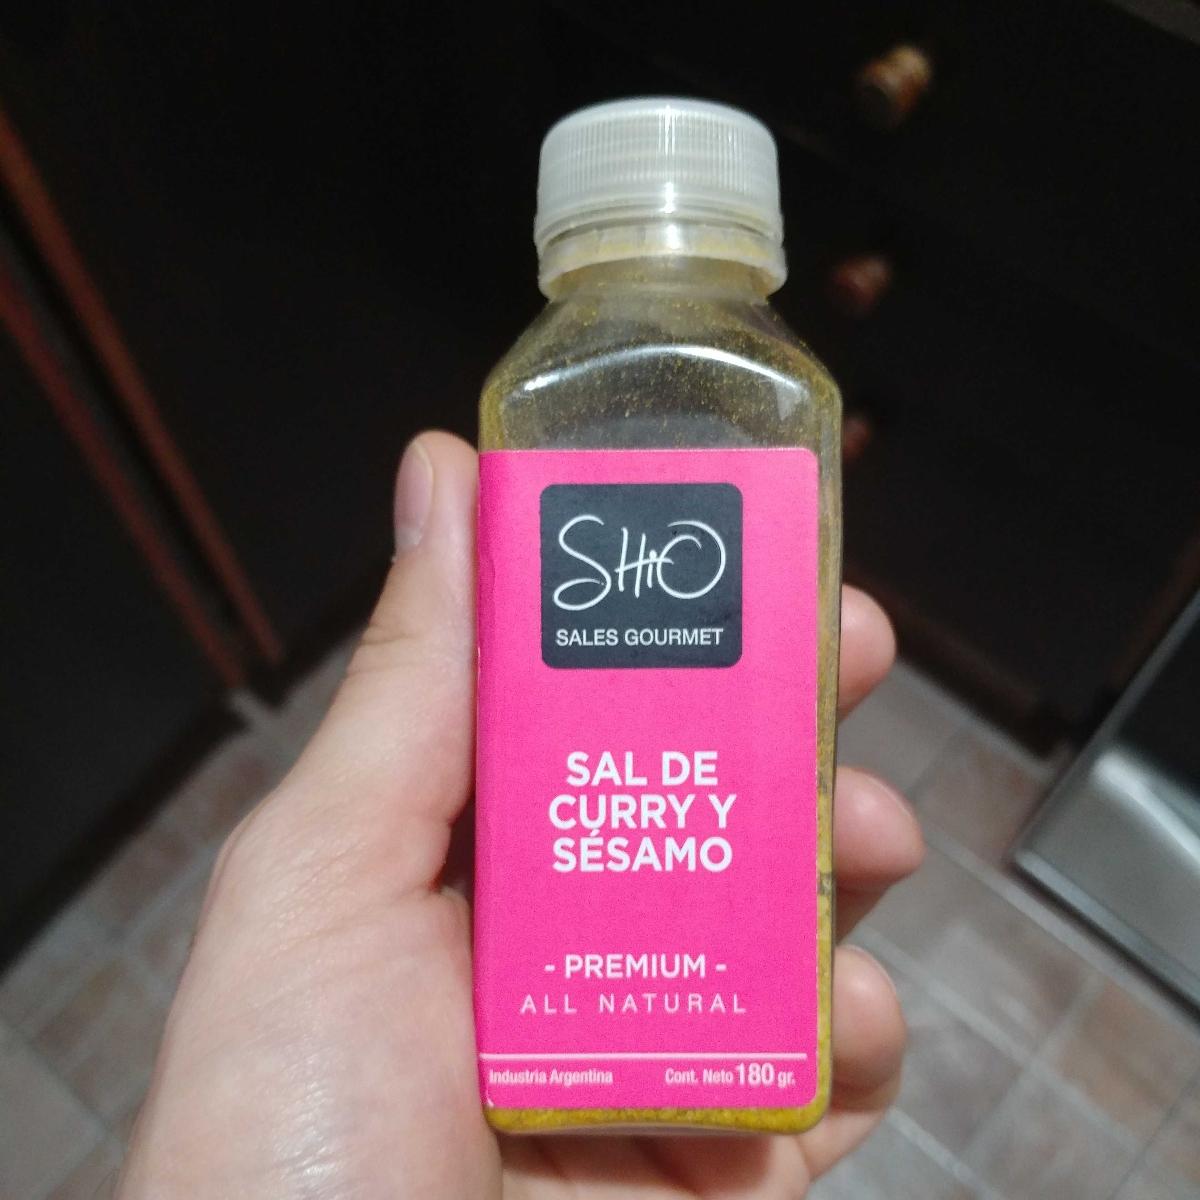 SHiO
SALES GOURMET
SAL DE
CURRY Y
SÉSAMO
- PREMIUM -
ALL NATURAL
Industria Argentina
Cont. Neto 180 gr.